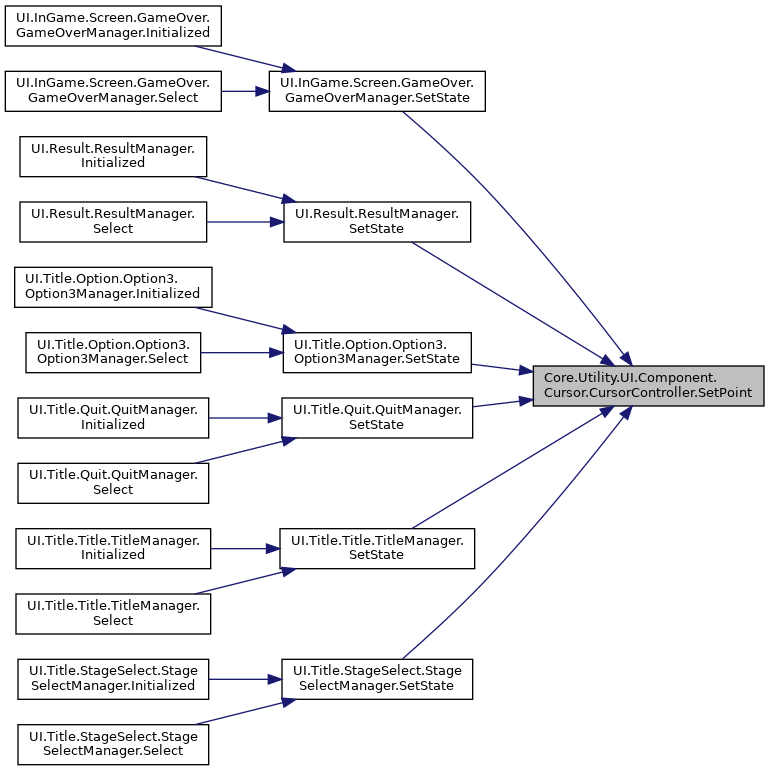 UI.InGame.Screen.GameOver.
GameOverManager.Initialized
UI.InGame.Screen.GameOver.
GameOverManager.Select
UI.InGame.Screen.GameOver.
GameOverManager.SetState
UI.Result.ResultManager.
Initialized
UI.Result.ResultManager.
Select
UI.Result.ResultManager.
SetState
UI.Title.Option.Option3.
Option3Manager.Initialized
UI.Title.Option.Option3.
Option3Manager.Select
UI.Title.Option.Option3.
Option3Manager.SetState
Core.Utility.UI.Component.
Cursor.CursorController.SetPoint
UI.Title.Quit.QuitManager.
Initialized
UI.Title.Quit.QuitManager.
SetState
UI.Title.Quit.QuitManager.
Select
UI.Title.Title.TitleManager.
Initialized
UI.Title.Title.TitleManager.
SetState
UI.Title.Title.TitleManager.
Select
UI.Title.StageSelect.Stage
SelectManager.Initialized
UI.Title.StageSelect.Stage
SelectManager.SetState
UI.Title.StageSelect.Stage
SelectManager.Select